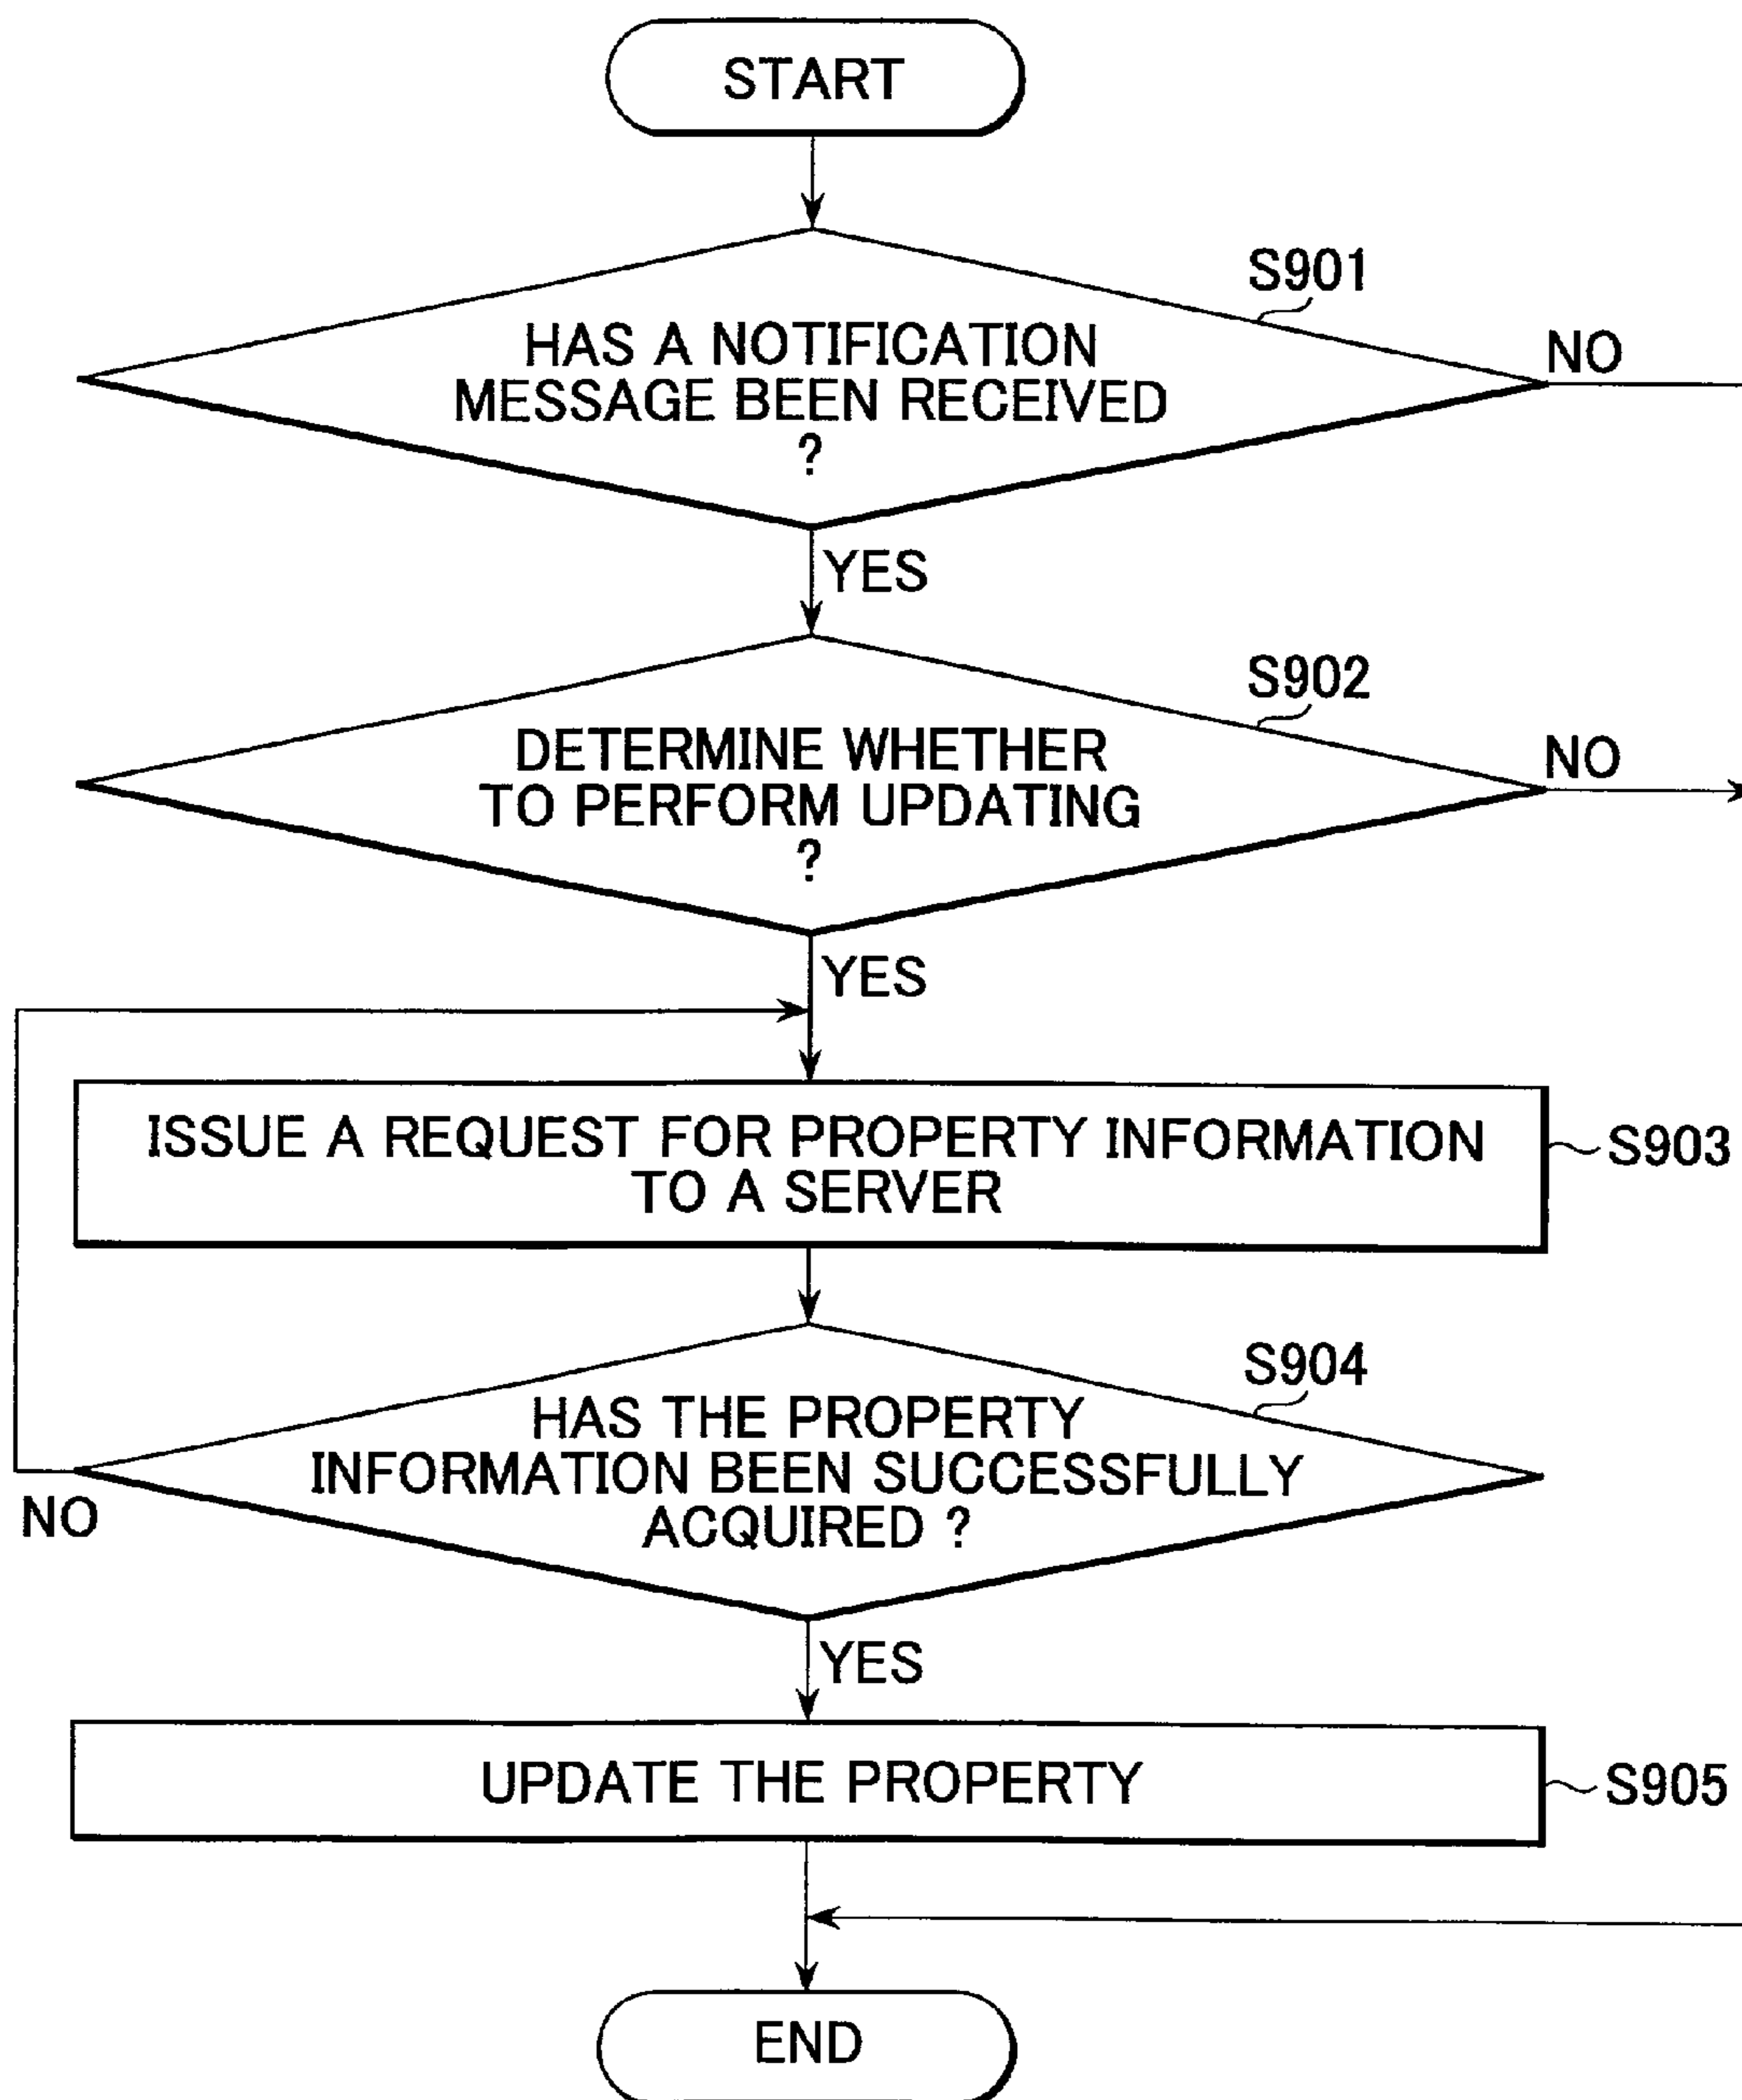 START
S901
HAS A NOTIFICATION
MESSAGE BEEN RECEIVED
?
NO
YES
S902
DETERMINE WHETHER
TO PERFORM UPDATING
?
NO
YES
ISSUE A REQUEST FOR PROPERTY INFORMATION
TO A SERVER
S903
S904
HAS THE PROPERTY
INFORMATION BEEN SUCCESSFULLY
ACQUIRED ?
NO
YES
UPDATE THE PROPERTY
S905
END